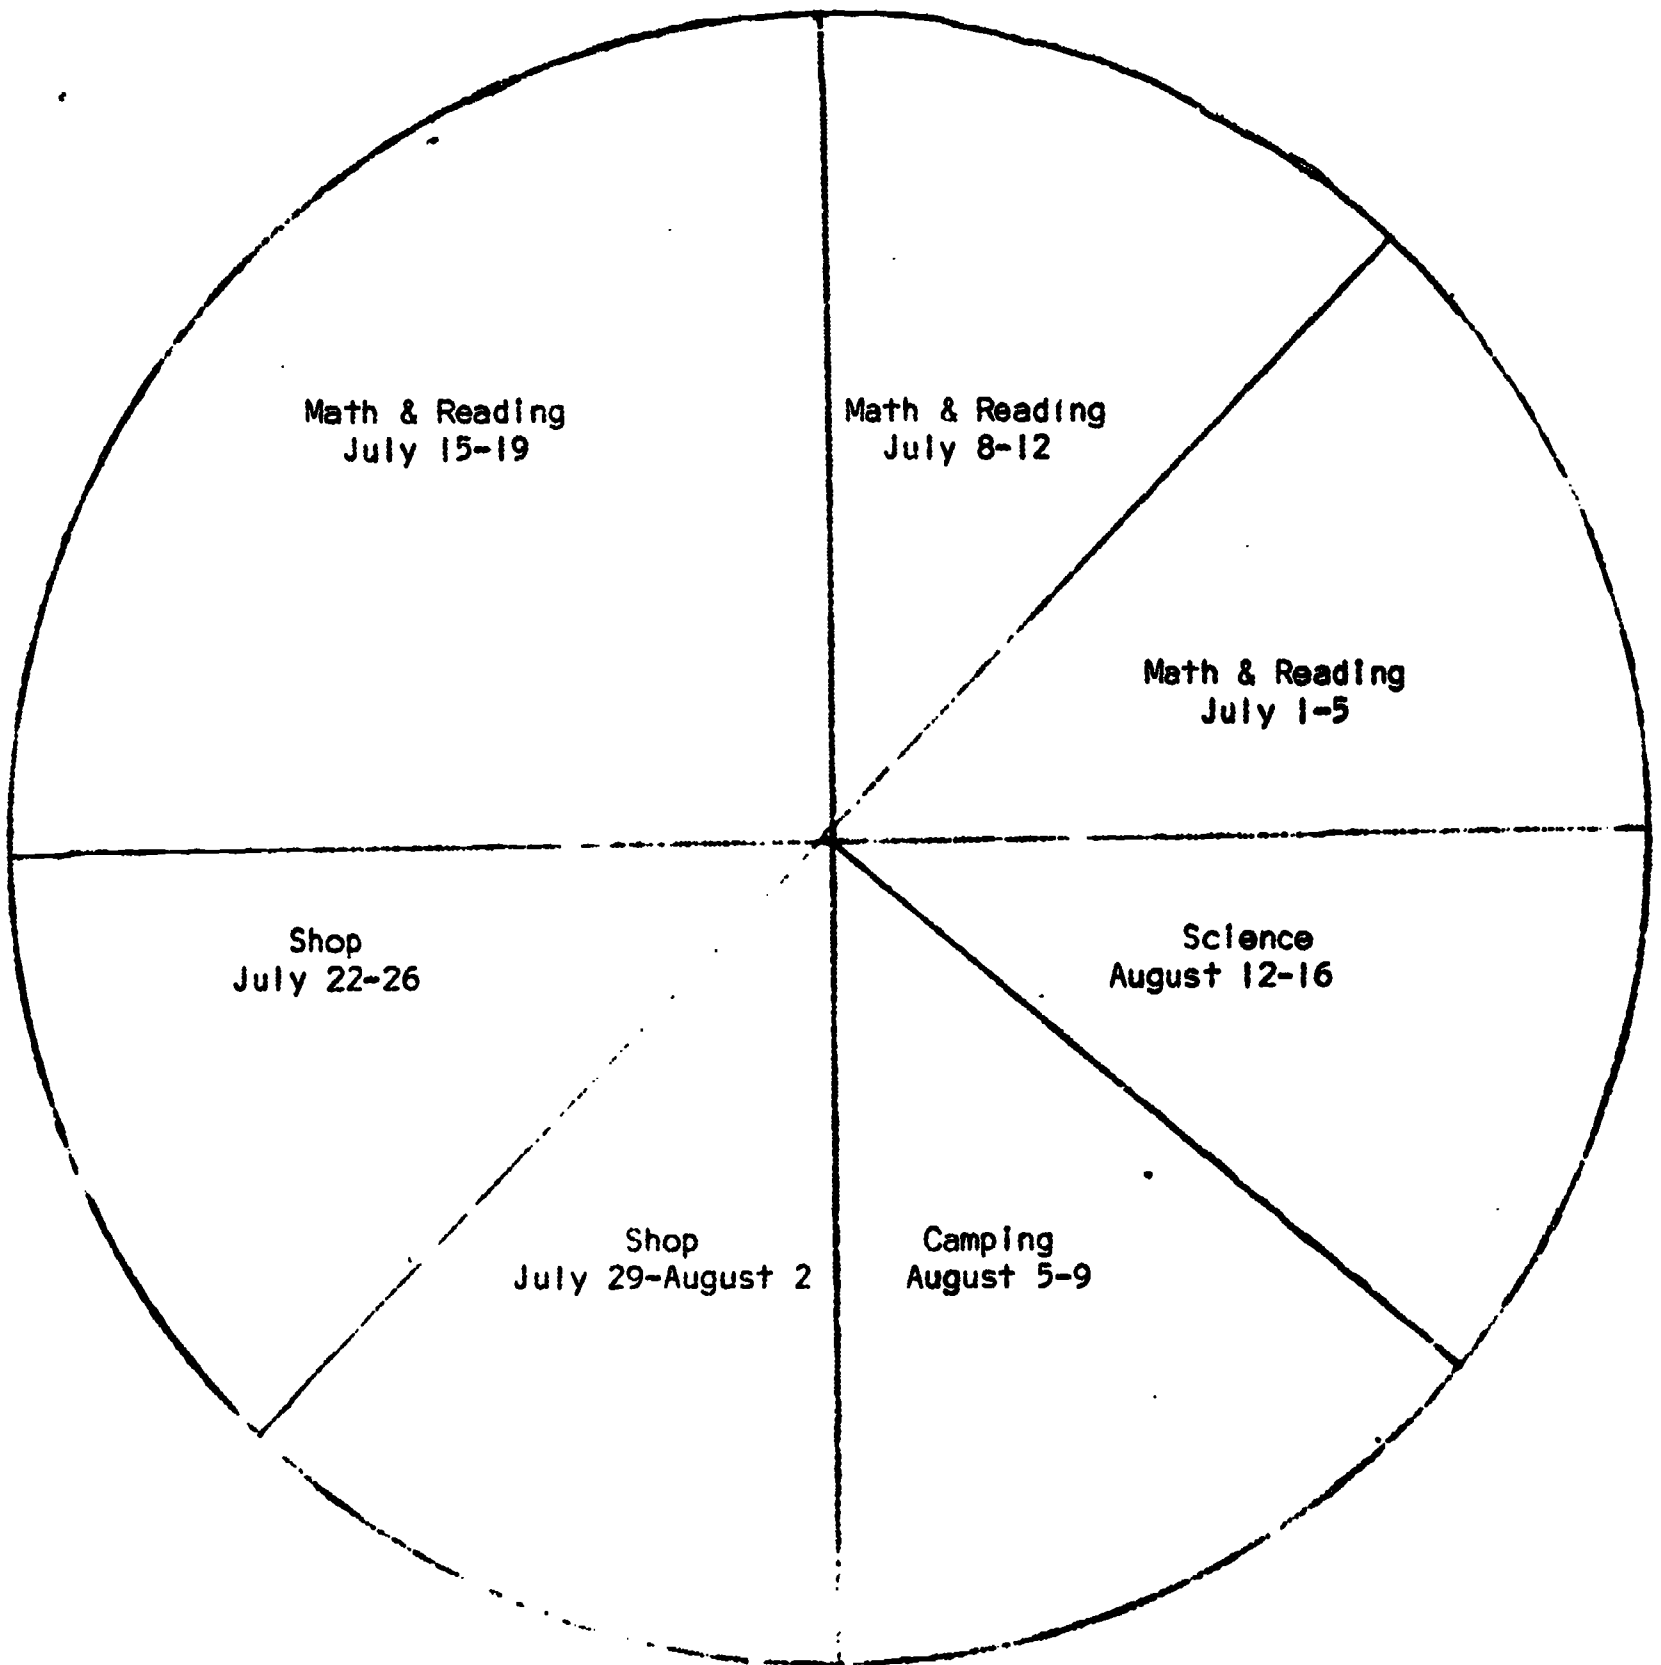 Math & Reading
July 15-19
Math & Reading
July 8-12
Math & Reading
July 1-5
Shop
July 22-26
Science
August 12-16
Shop
July 29-August 2
Camping
August 5-9